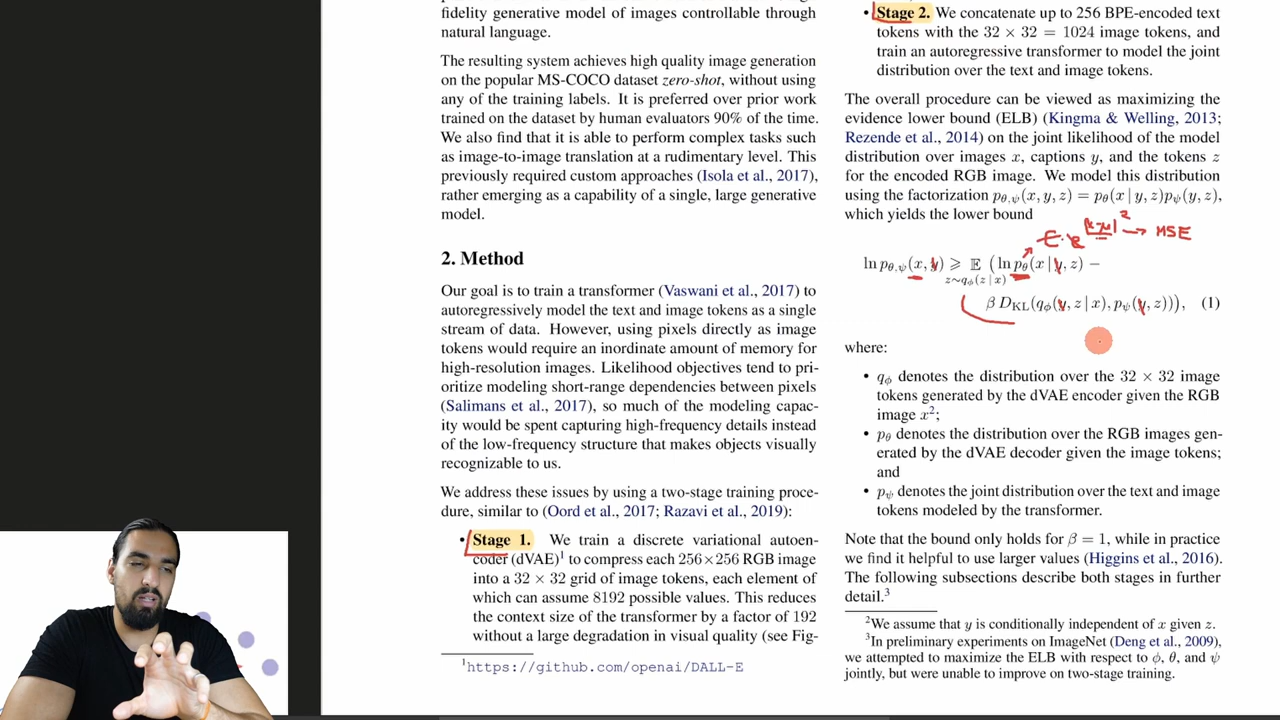 fidelity generative model of images controllable through
natural language.
The resulting system achieves high quality image generation
on the popular MS-COCO dataset zero-shot, without using
any of the training labels. It is preferred over prior work
trained on the dataset by human evaluators 90% of the time.
We also find that it is able to perform complex tasks such
as image-to-image translation at a rudimentary level. This
previously required custom approaches (Isola et al., 2017),
rather emerging as a capability of a single, large generative
model.
2. Method
Our goal is to train a transformer (Vaswani et al., 2017) to
autoregressively model the text and image tokens as a single
stream of data. However, using pixels directly as image
tokens would require an inordinate amount of memory for
high-resolution images. Likelihood objectives tend to pri-
oritize modeling short-range dependencies between pixels
(Salimans et al., 2017), so much of the modeling capac-
ity would be spent capturing high-frequency details instead
of the low-frequency structure that makes objects visually
recognizable to us.
We address these issues by using a two-stage training proce-
dure, similar to (Oord et al., 2017; Razavi et al., 2019):
• Stage 1. We train a discrete variational autoen-
coder (dVAE)¹ to compress each 256×256 RGB image
into a 32 × 32 grid of image tokens, each element of
which can assume 8192 possible values. This reduces
the context size of the transformer by a factor of 192
without a large degradation in visual quality (see Fig-
¹https://github.com/openai/DALL-E
• Stage 2. We concatenate up to 256 BPE-encoded text
tokens with the 32 × 32 = 1024 image tokens, and
train an autoregressive transformer to model the joint
distribution over the text and image tokens.
The overall procedure can be viewed as maximizing the
evidence lower bound (ELB) (Kingma & Welling, 2013;
Rezende et al., 2014) on the joint likelihood of the model
distribution over images x, captions y, and the tokens z
for the encoded RGB image. We model this distribution
using the factorization pθ,ψ(x, y, z) = pθ(x | y, z)pψ(y, z),
which yields the lower bound
→ MSE
ln pθ,ψ(x, y) ⩾ 𝔼 (ln pθ(x | y, z) −
z∼qϕ(z | x)
β DKL(qϕ(y, z | x), pψ(y, z))), (1)
where:
• qϕ denotes the distribution over the 32 × 32 image
tokens generated by the dVAE encoder given the RGB
image x²;
• pθ denotes the distribution over the RGB images gen-
erated by the dVAE decoder given the image tokens;
and
• pψ denotes the joint distribution over the text and image
tokens modeled by the transformer.
Note that the bound only holds for β = 1, while in practice
we find it helpful to use larger values (Higgins et al., 2016).
The following subsections describe both stages in further
detail.³
²We assume that y is conditionally independent of x given z.
³In preliminary experiments on ImageNet (Deng et al., 2009),
we attempted to maximize the ELB with respect to ϕ, θ, and ψ
jointly, but were unable to improve on two-stage training.